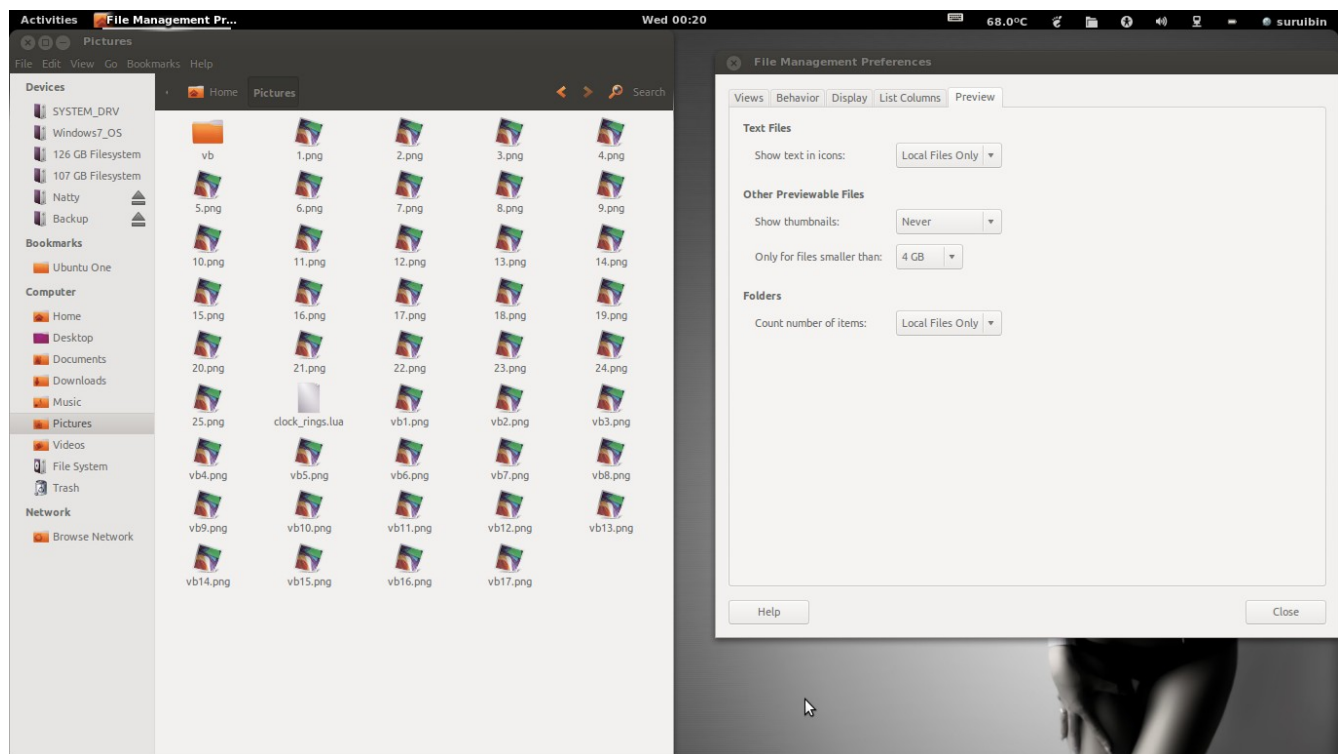 Activities File Management Pr... Wed 00:20 68.0°C suruibin
Pictures
File Edit View Go Bookmarks Help
Devices
SYSTEM_DRV
Windows7_OS
126 GB Filesystem
107 GB Filesystem
Natty
Backup
Bookmarks
Ubuntu One
Computer
Home
Desktop
Documents
Downloads
Music
Pictures
Videos
File System
Trash
Network
Browse Network
Home Pictures Search
vb 1.png 2.png 3.png 4.png
5.png 6.png 7.png 8.png 9.png
10.png 11.png 12.png 13.png 14.png
15.png 16.png 17.png 18.png 19.png
20.png 21.png 22.png 23.png 24.png
25.png clock_rings.lua vb1.png vb2.png vb3.png
vb4.png vb5.png vb6.png vb7.png vb8.png
vb9.png vb10.png vb11.png vb12.png vb13.png
vb14.png vb15.png vb16.png vb17.png
File Management Preferences
Views Behavior Display List Columns Preview
Text Files
Show text in icons: Local Files Only
Other Previewable Files
Show thumbnails: Never
Only for files smaller than: 4 GB
Folders
Count number of items: Local Files Only
Help Close